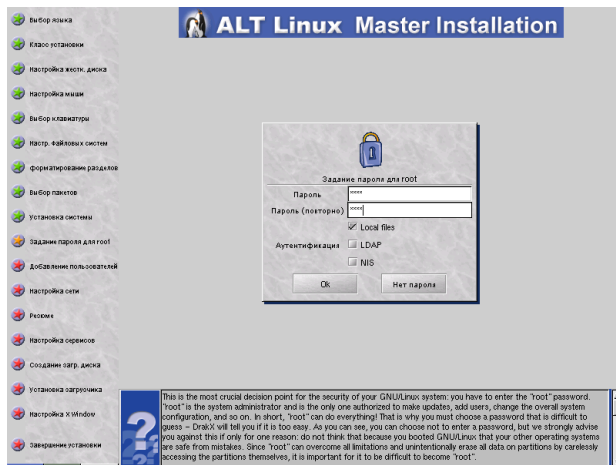 ALT Linux Master Installation
Выбор языка
Класс установки
Настройка жестк. диска
Настройка мыши
Выбор клавиатуры
Настр. файловых систем
форматирование разделов
Выбор пакетов
Установка системы
Задание пароля для root
Добавление пользователей
Настройка сети
Резюме
Настройка сервисов
Создание загр. диска
Установка загрузчика
Настройка X Window
Завершение установки
Задание пароля для root
Пароль ****
Пароль (повторно) ****
Local files
Аутентификация LDAP
NIS
Ok Нет пароля
This is the most crucial decision point for the security of your GNU/Linux system: you have to enter the "root" password.
"root" is the system administrator and is the only one authorized to make updates, add users, change the overall system
configuration, and so on. In short, "root" can do everything! That is why you must choose a password that is difficult to
guess - DrakX will tell you if it is too easy. As you can see, you can choose not to enter a password, but we strongly advise
you against this if only for one reason: do not think that because you booted GNU/Linux that your other operating systems
are safe from mistakes. Since "root" can overcome all limitations and unintentionally erase all data on partitions by carelessly
accessing the partitions themselves, it is important for it to be difficult to become "root".